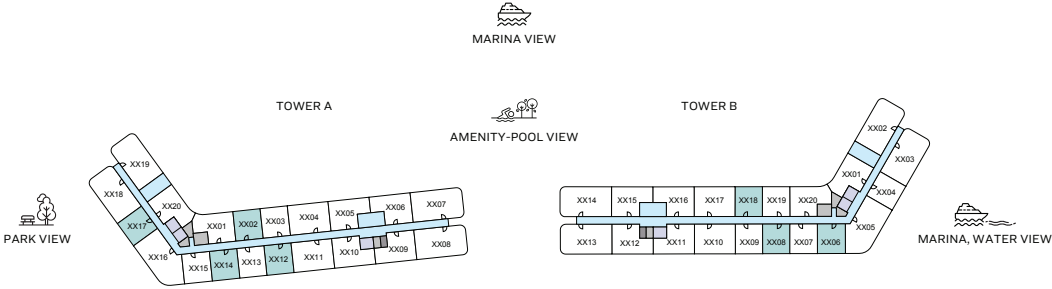 MARINA VIEW
TOWER A
TOWER B
AMENITY-POOL VIEW
PARK VIEW
MARINA, WATER VIEW
XX19
XX18
XX20
XX17
XX16
XX01
XX02
XX03
XX04
XX05
XX06
XX07
XX15
XX14
XX13
XX12
XX11
XX10
XX09
XX08
XX02
XX03
XX01
XX04
XX05
XX14
XX15
XX16
XX17
XX18
XX19
XX20
XX13
XX12
XX11
XX10
XX09
XX08
XX07
XX06